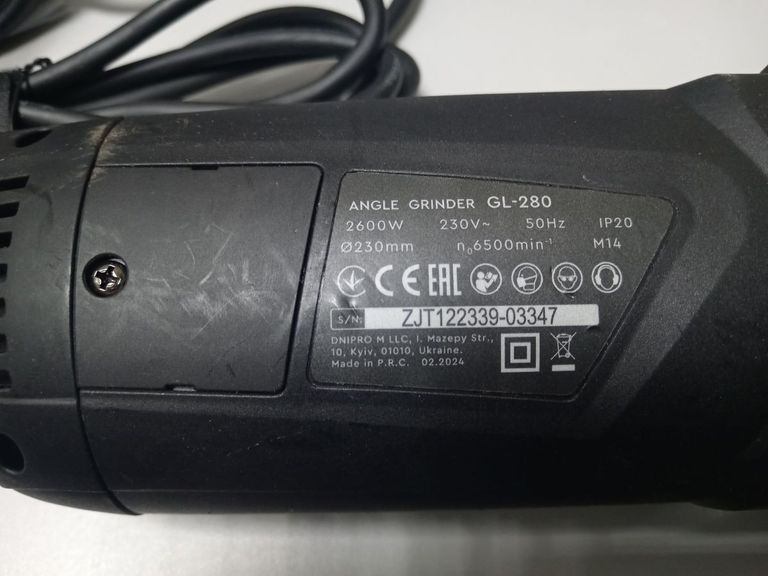 ANGLE GRINDER GL-280
2600W 230V~ 50Hz IP20
Ø230mm n₀6500min⁻¹ M14
CE EAC
S/N: ZJT122339-03347
DNIPRO M LLC, I. Mazepy Str.,
10, Kyiv, 01010, Ukraine.
Made in P.R.C. 02.2024